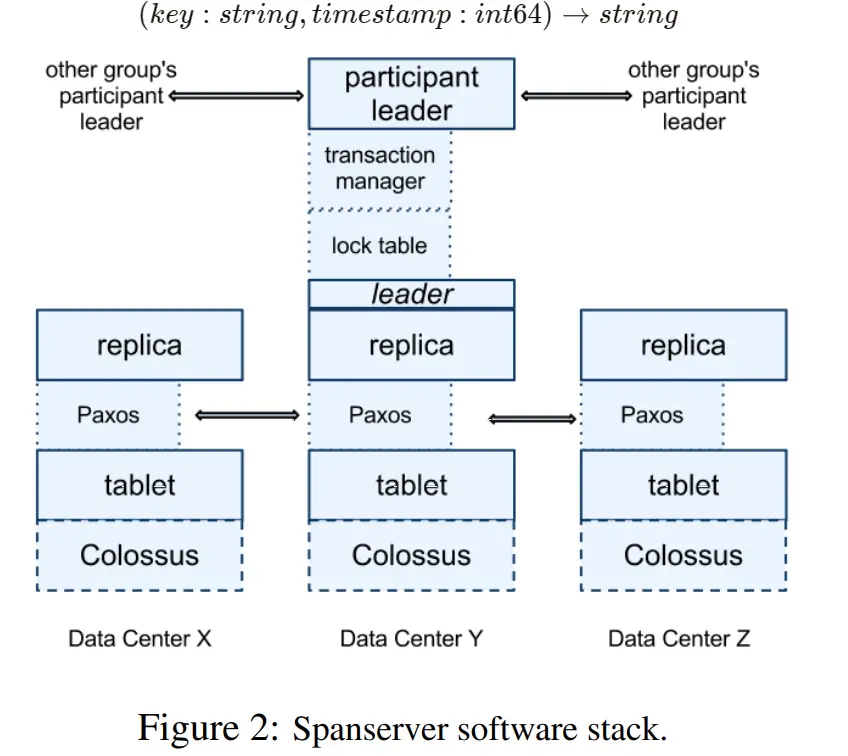 (key : string, timestamp : int64) → string
other group's
participant
leader
participant
leader
other group's
participant
leader
transaction
manager
lock table
leader
replica
replica
replica
Paxos
Paxos
Paxos
tablet
tablet
tablet
Colossus
Colossus
Colossus
Data Center X
Data Center Y
Data Center Z
Figure 2: Spanserver software stack.